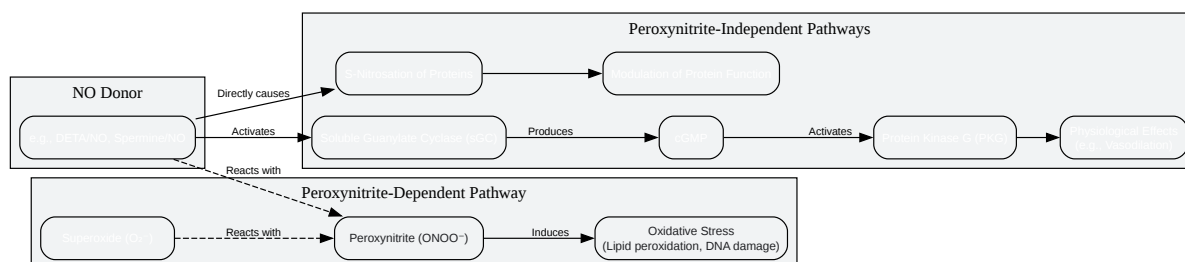 Peroxynitrite-Independent Pathways
S-Nitrosation of Proteins
Modulation of Protein Function
NO Donor
Directly causes
e.g., OETA/NO, Spermine/NO
Activates
Soluble Guanylate Cyclase (sGC)
Produces
cGMP
Activates
Protein Kinase G (PKG)
Physiological Effects
(e.g., Vasodilation)
Reacts with
Peroxynitrite-Dependent Pathway
Superoxide (O₂⁻)
Reacts with
Peroxynitrite (ONOO⁻)
Induces
Oxidative Stress
(Lipid peroxidation, DNA damage)